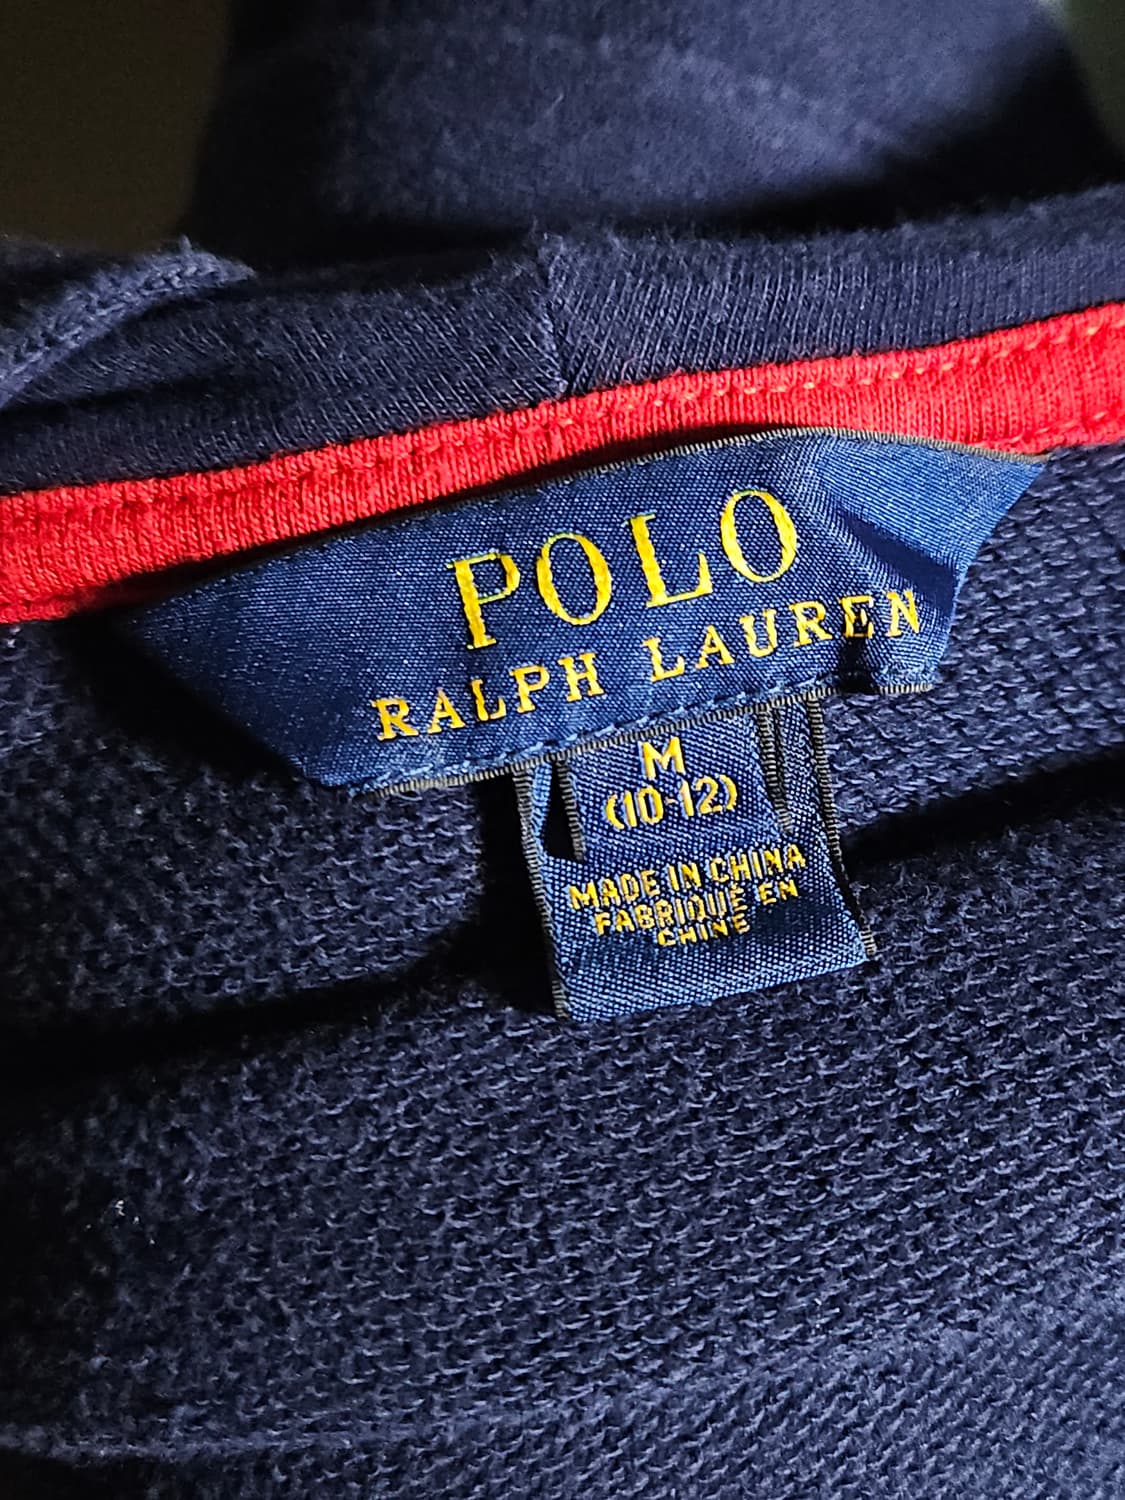 POLO
RALPH LAUREN
M
(10-12)
MADE IN CHINA
FABRIQUÉ EN
CHINE